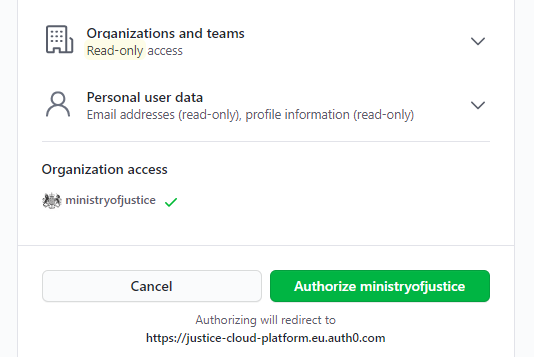 Organizations and teams
Read-only access
Personal user data
Email addresses (read-only), profile information (read-only)
Organization access
ministryofjustice
Cancel
Authorize ministryofjustice
Authorizing will redirect to
https://justice-cloud-platform.eu.auth0.com